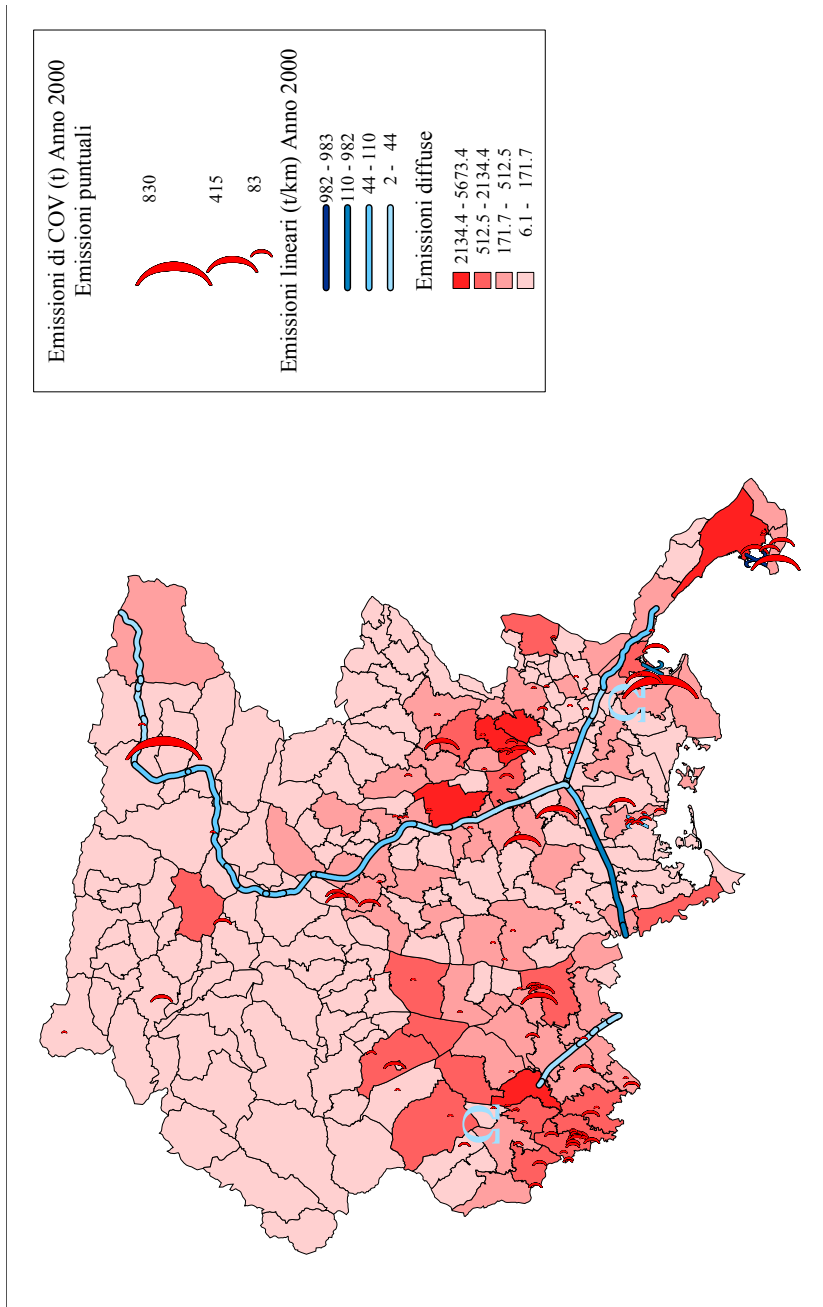 Emissioni di COV (t) Anno 2000
Emissioni puntuali
830
415
83
Emissioni lineari (t/km) Anno 2000
982 - 983
110 - 982
44 - 110
2 - 44
Emissioni diffuse
2134.4 - 5673.4
512.5 - 2134.4
171.7 - 512.5
6.1 - 171.7